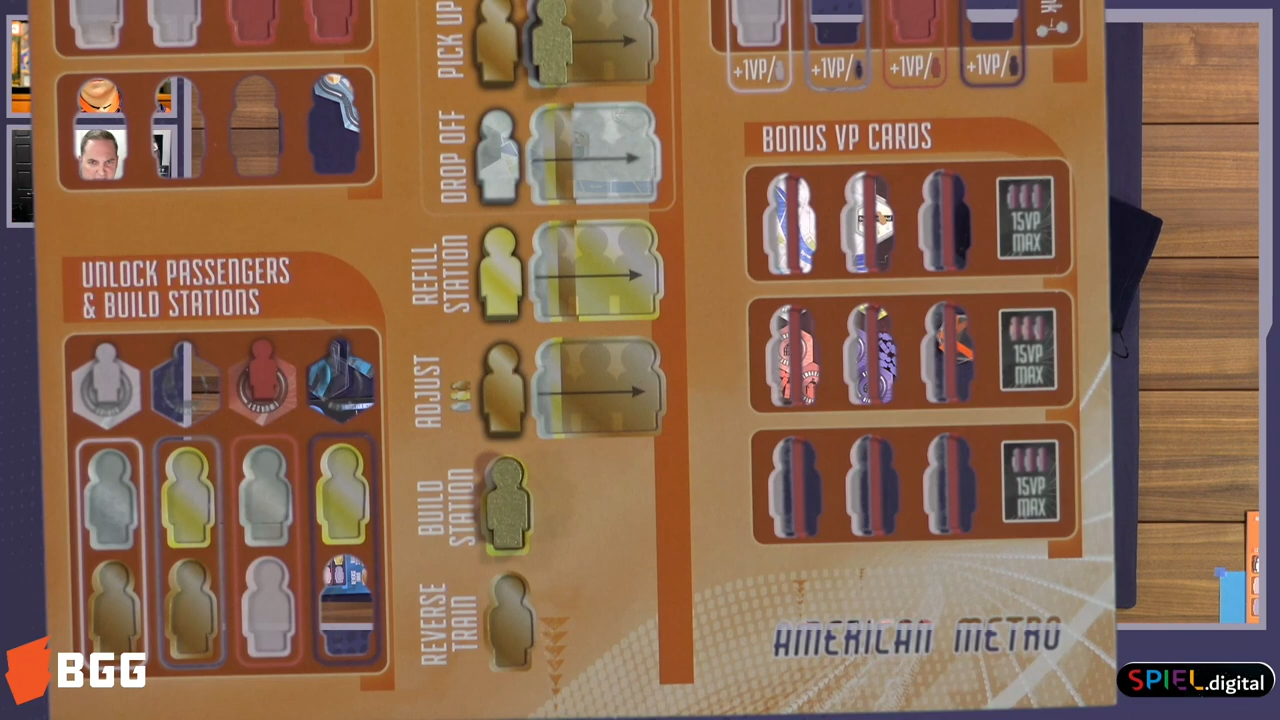 UNLOCK PASSENGERS
& BUILD STATIONS
PICK UP
DROP OFF
REFILL
STATION
ADJUST
BUILD
STATION
REVERSE
TRAIN
+1VP/
+1VP/
+1VP/
+1VP/
BONUS VP CARDS
15VP
MAX
15VP
MAX
15VP
MAX
AMERICAN METRO
BGG
SPIEL.digital